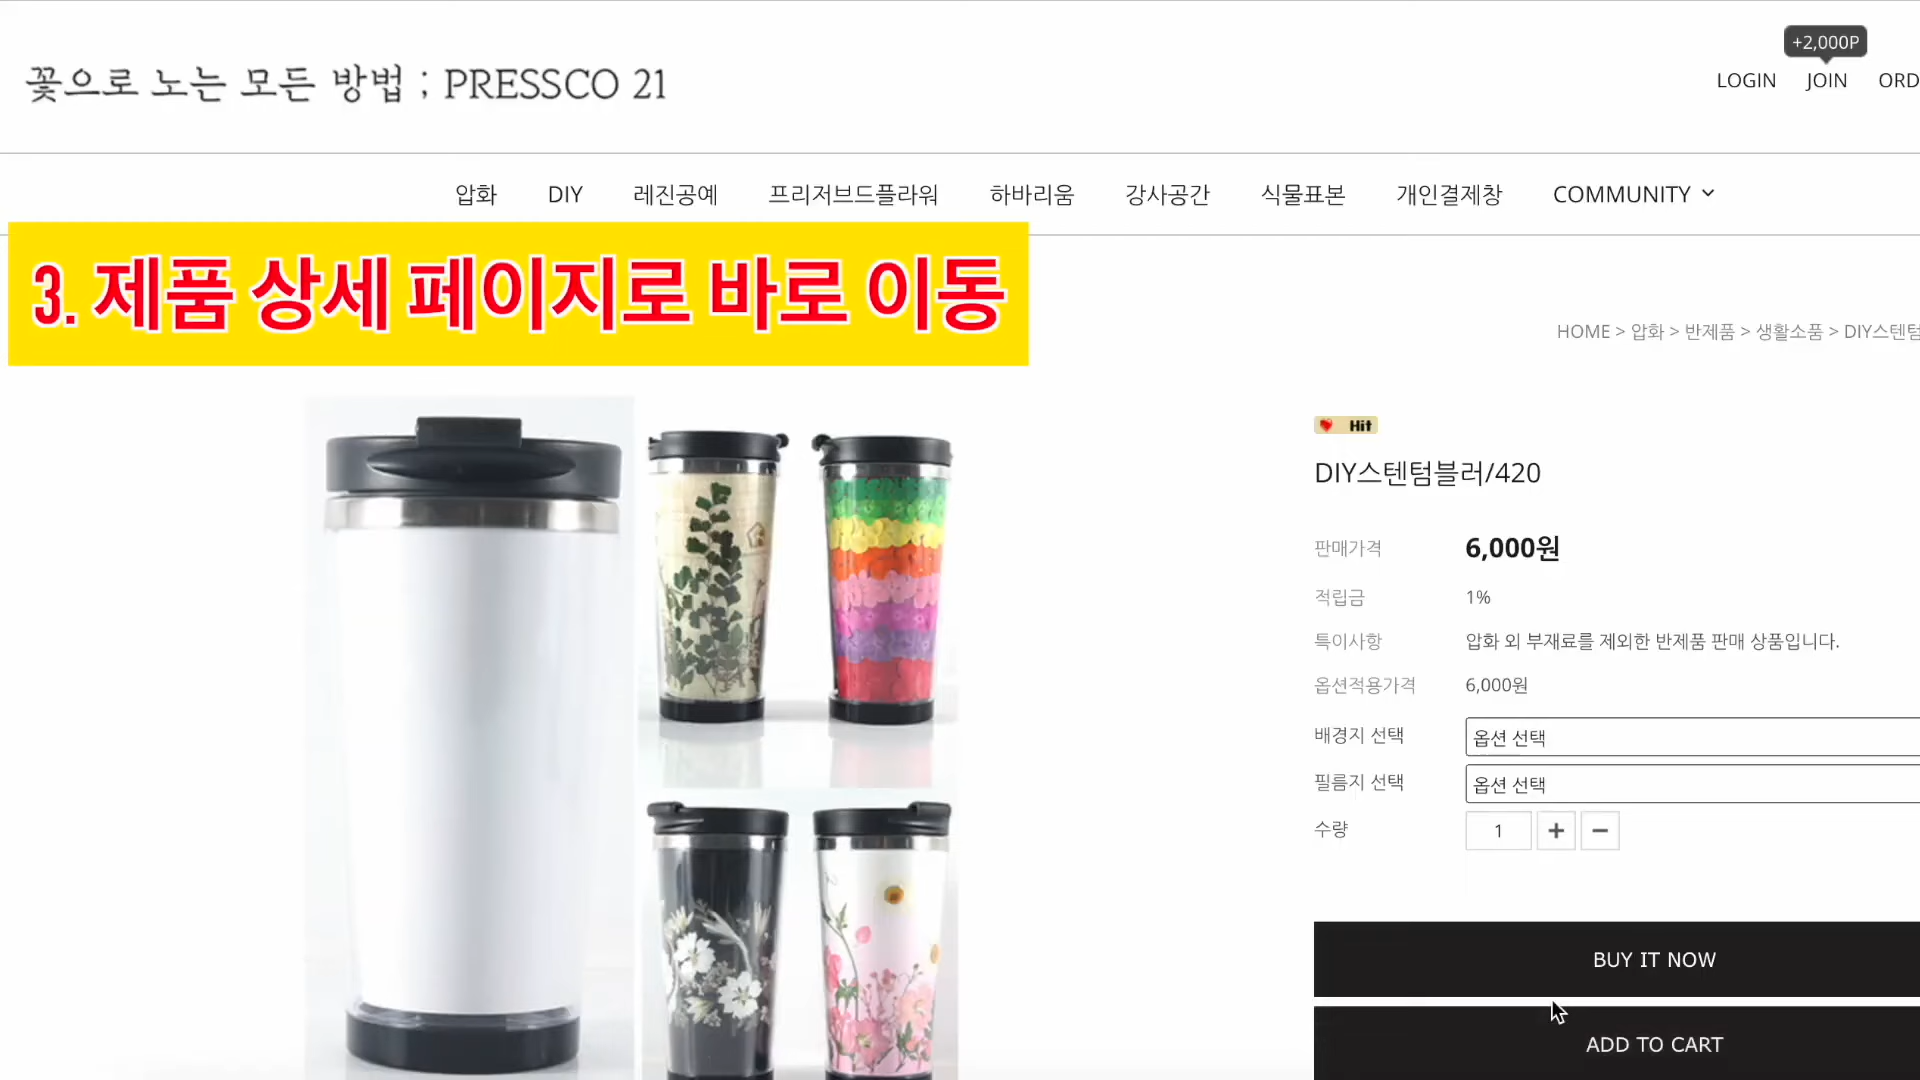 +2,000P
꽃으로 노는 모든 방법 ; PRESSCO 21
LOGIN JOIN ORD
압화 DIY 레진공예 프리저브드플라워 하바리움 강사공간 식물표본 개인결제창 COMMUNITY
3. 제품 상세 페이지로 바로 이동
HOME > 압화 > 반제품 > 생활소품 > DIY스텐텀
Hit
DIY스텐텀블러/420
판매가격 6,000원
적립금 1%
특이사항 압화 외 부재료를 제외한 반제품 판매 상품입니다.
옵션적용가격 6,000원
배경지 선택 옵션 선택
필름지 선택 옵션 선택
수량 1 + −
BUY IT NOW
ADD TO CART